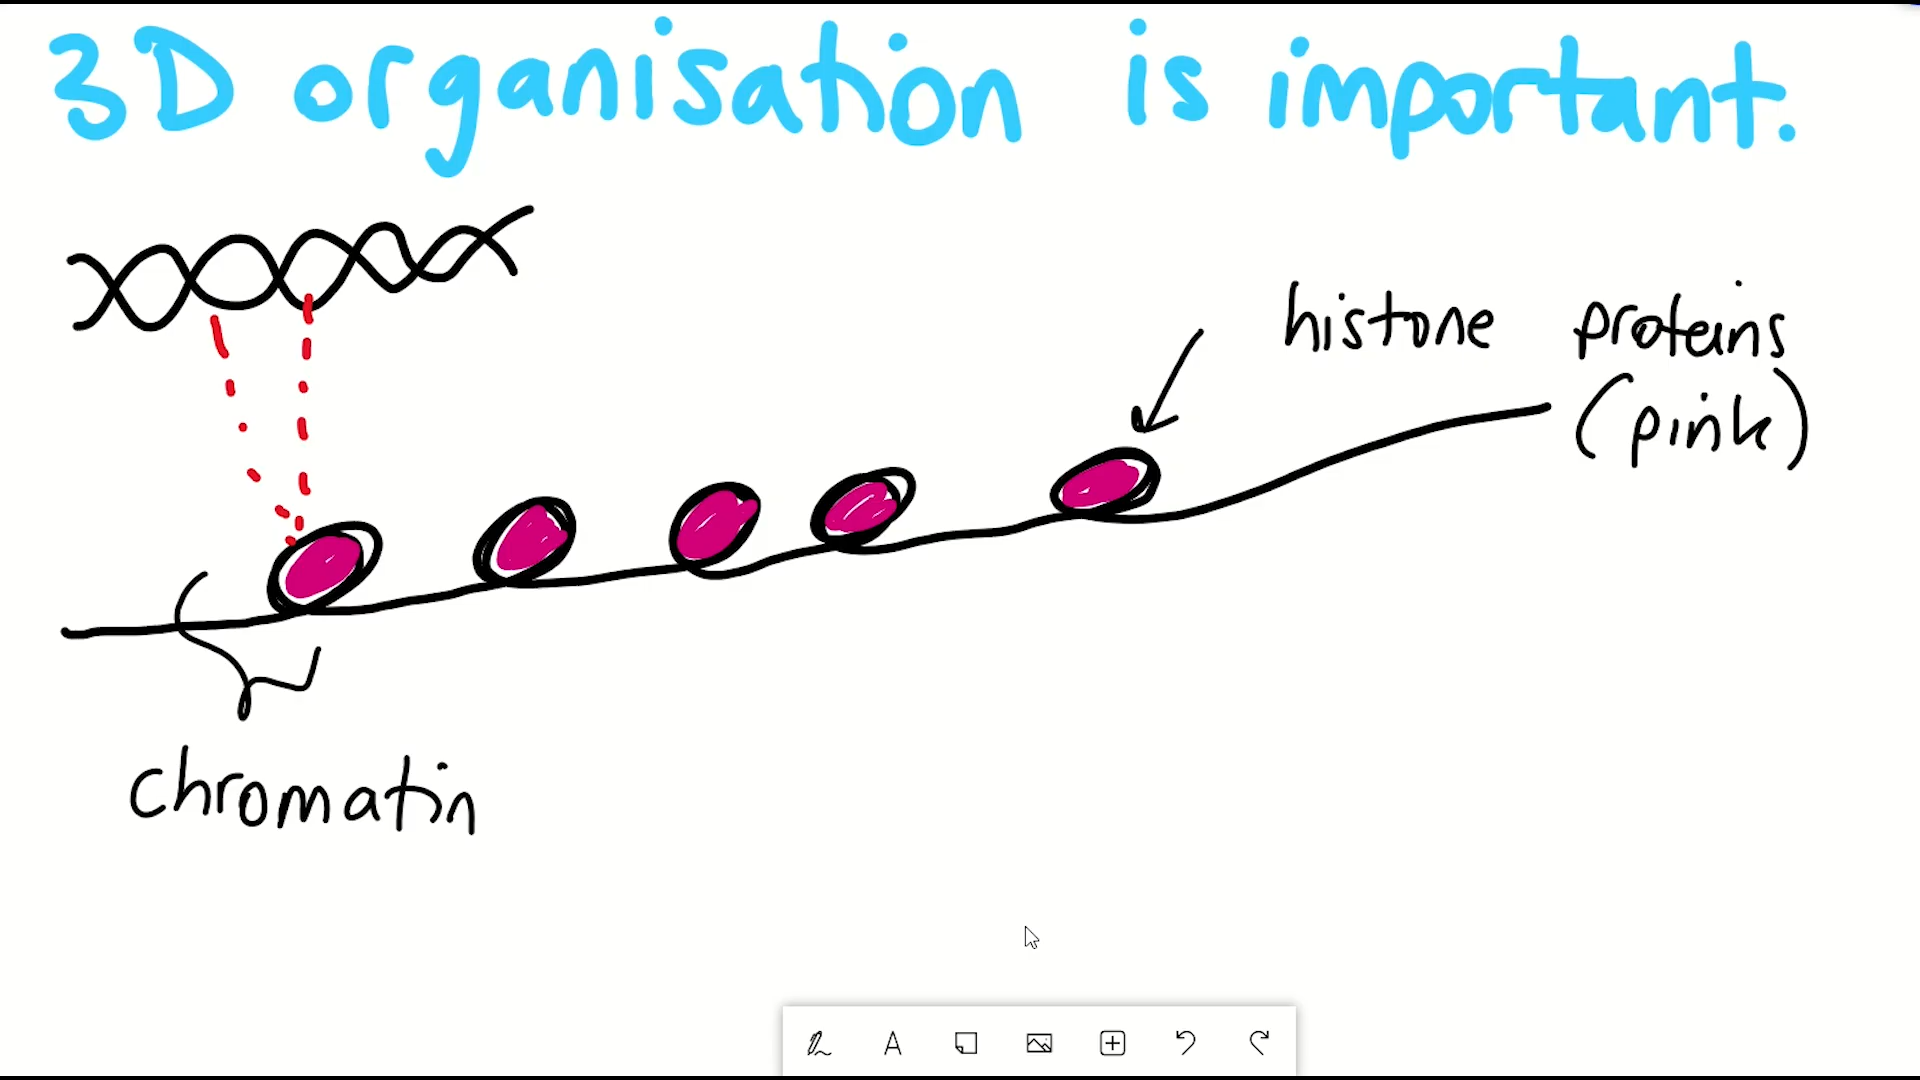 3D organisation is important.
histone proteins
(pink)
chromatin